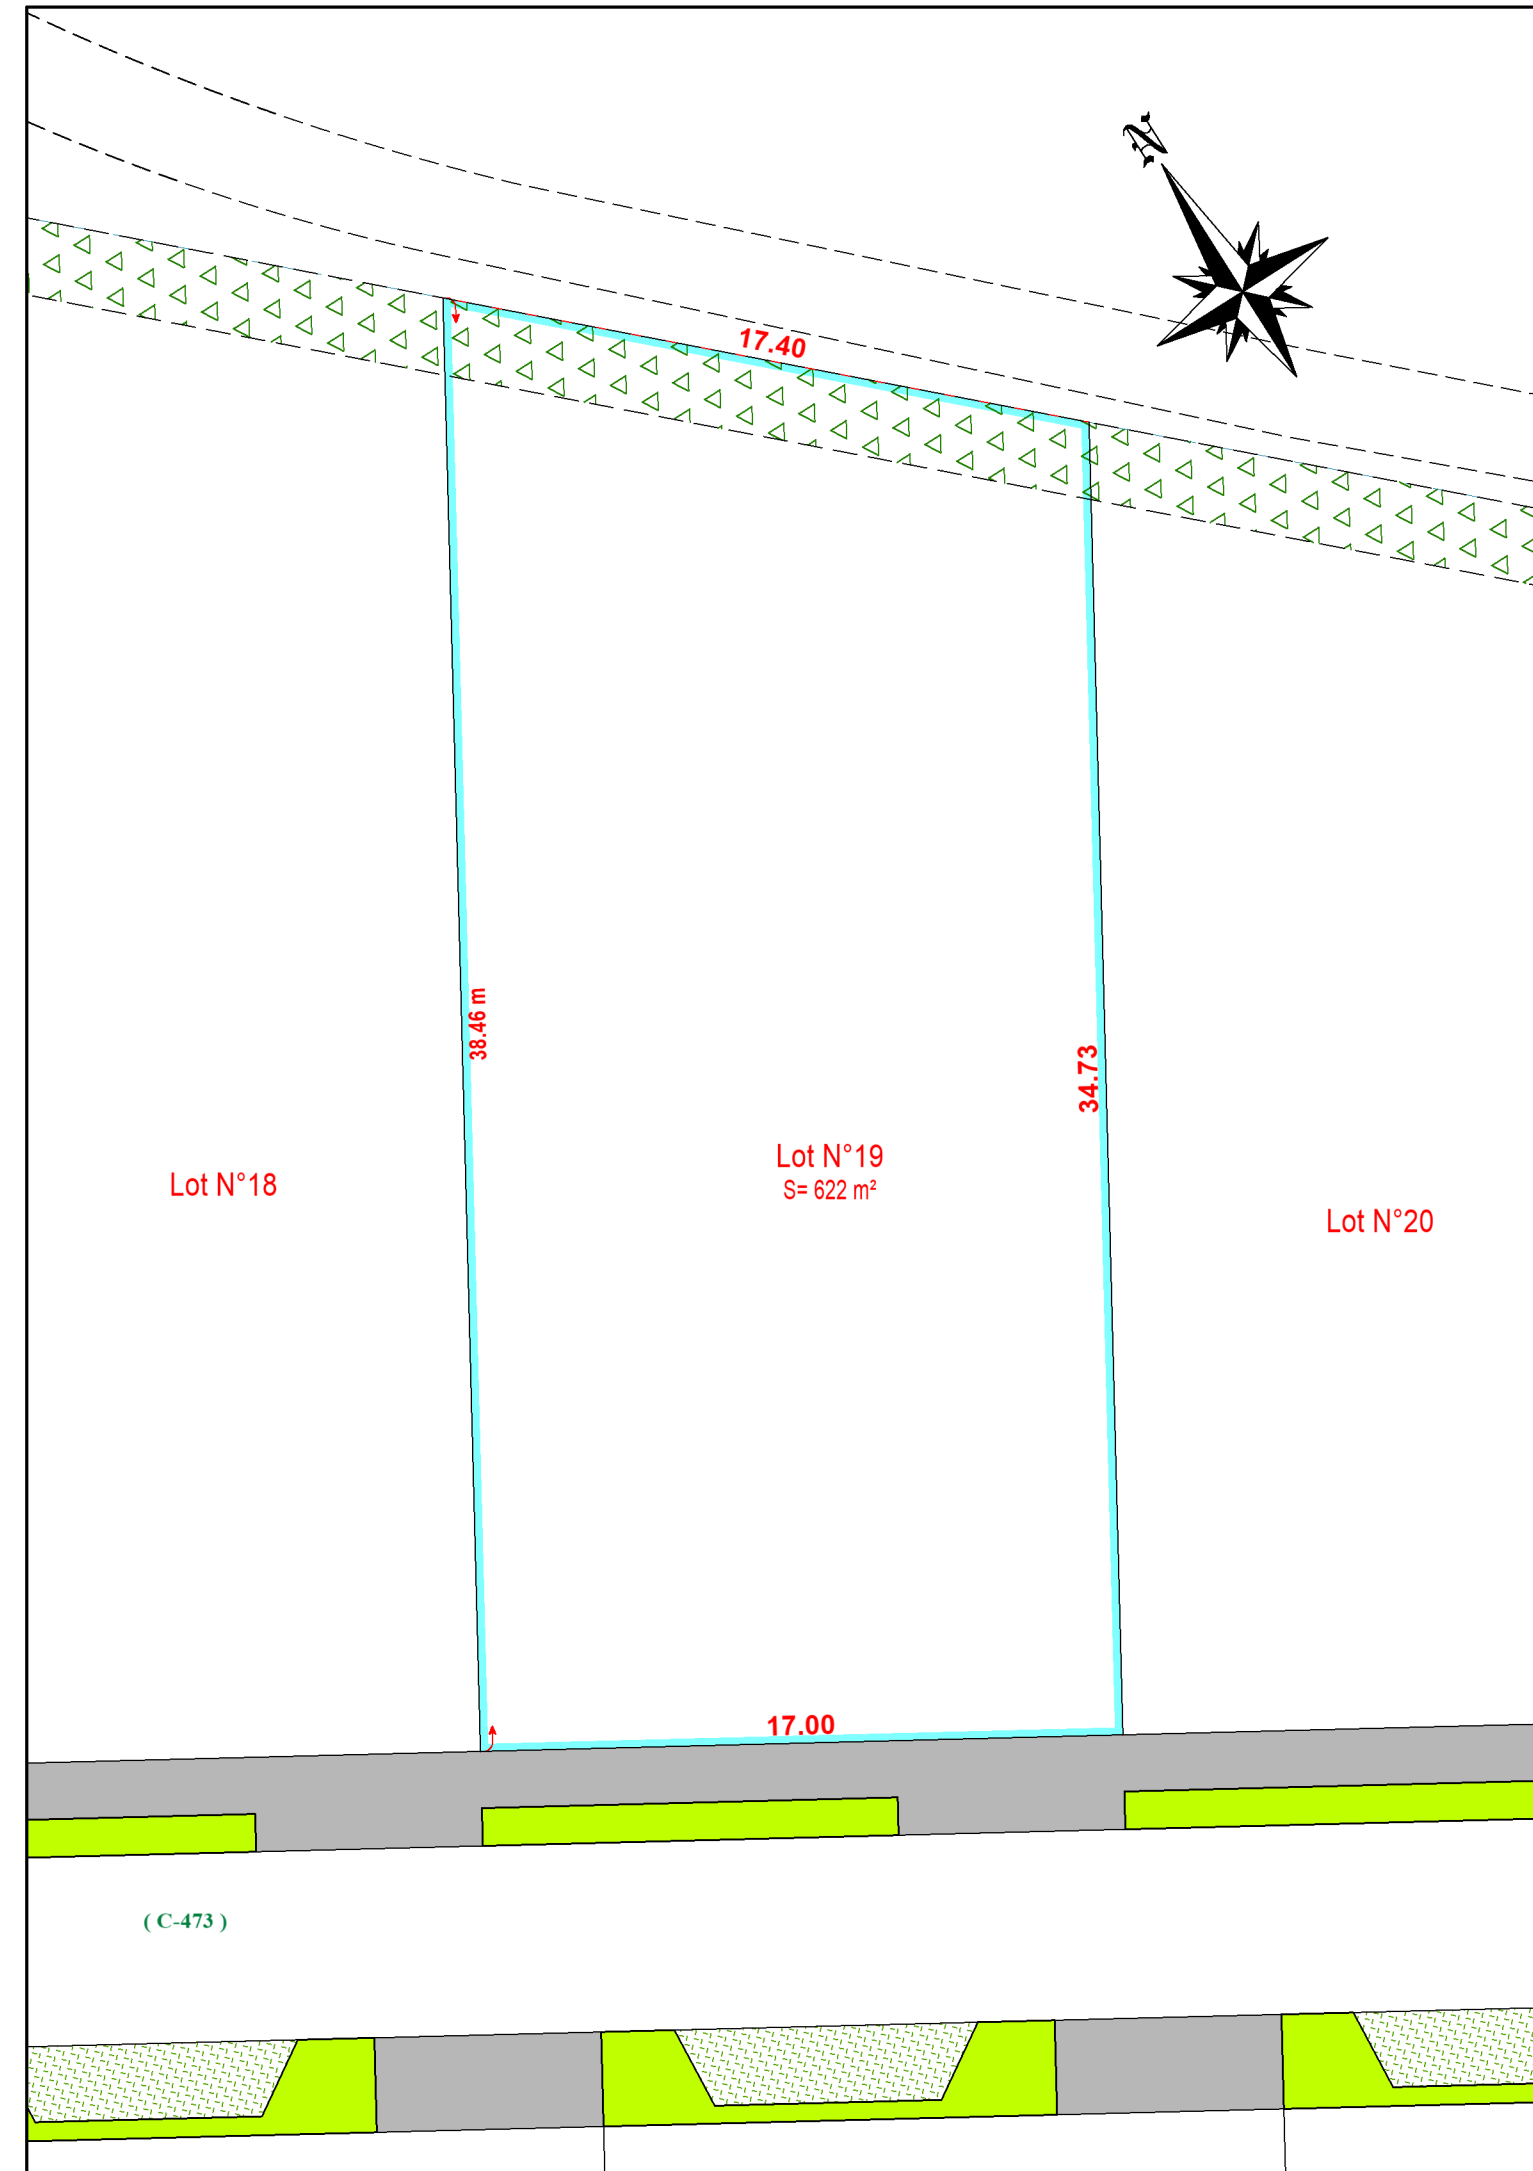 N
17.40
38.46 m
34.73
Lot N°19
S= 622 m²
Lot N°18
Lot N°20
17.00
( C-473 )